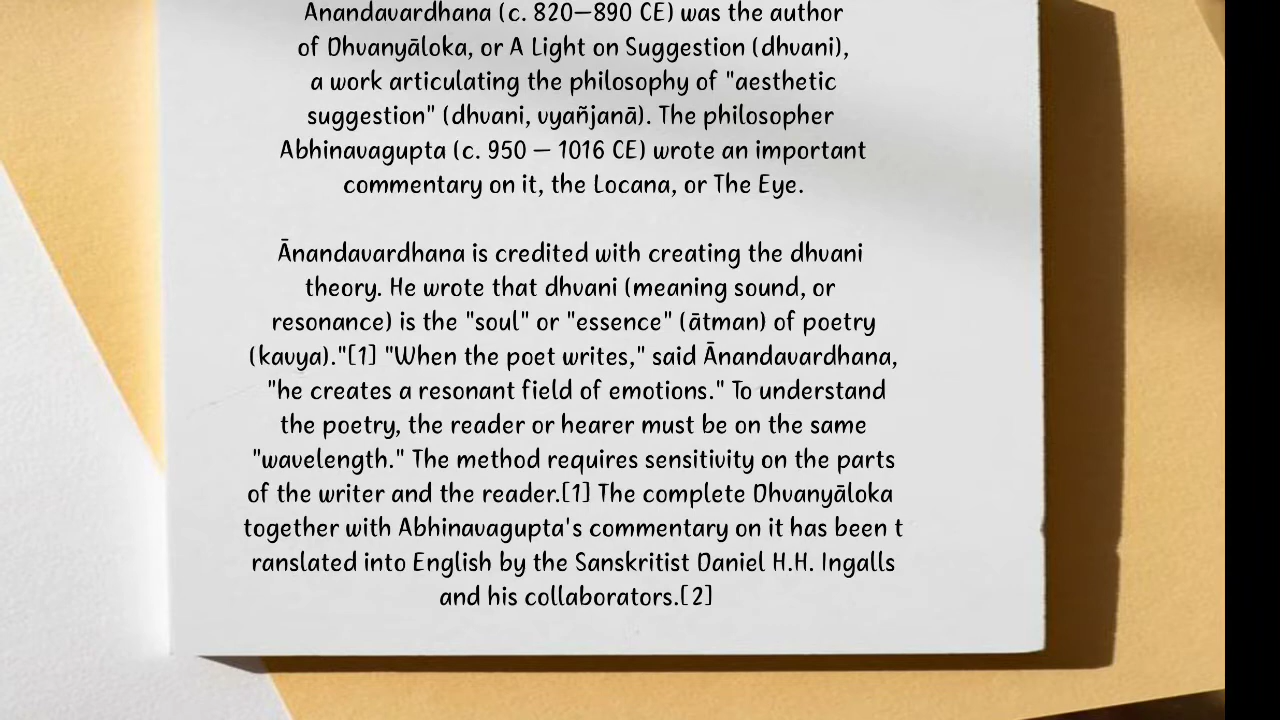 Ānandavardhana (c. 820–890 CE) was the author
of Dhvanyāloka, or A Light on Suggestion (dhvani),
a work articulating the philosophy of "aesthetic
suggestion" (dhvani, vyañjanā). The philosopher
Abhinavagupta (c. 950 – 1016 CE) wrote an important
commentary on it, the Locana, or The Eye.
Ānandavardhana is credited with creating the dhvani
theory. He wrote that dhvani (meaning sound, or
resonance) is the "soul" or "essence" (ātman) of poetry
(kavya)."[1] "When the poet writes," said Ānandavardhana,
"he creates a resonant field of emotions." To understand
the poetry, the reader or hearer must be on the same
"wavelength." The method requires sensitivity on the parts
of the writer and the reader.[1] The complete Dhvanyāloka
together with Abhinavagupta's commentary on it has been t
ranslated into English by the Sanskritist Daniel H.H. Ingalls
and his collaborators.[2]